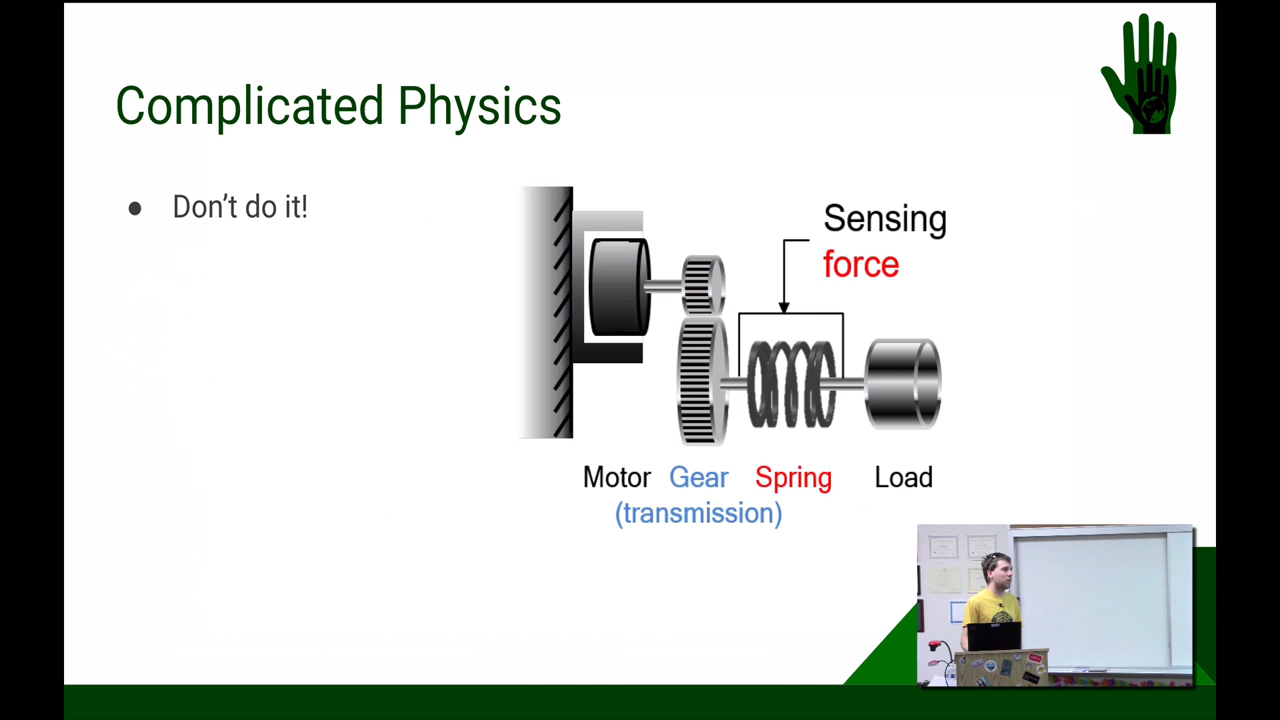 Complicated Physics
● Don't do it!
Sensing
force
Motor Gear Spring Load
(transmission)